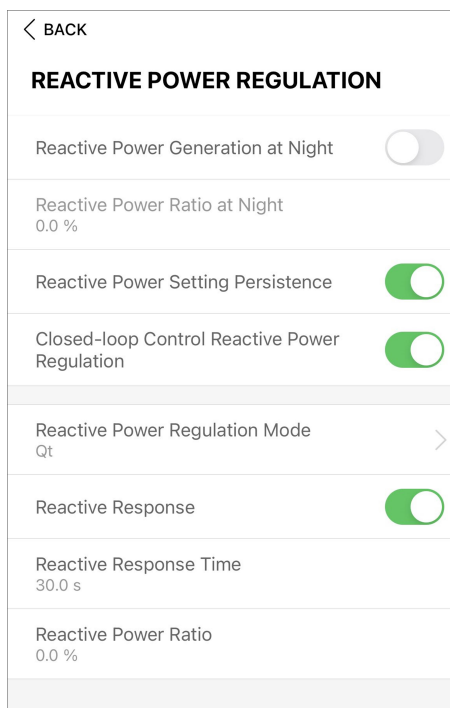 BACK
REACTIVE POWER REGULATION
Reactive Power Generation at Night
Reactive Power Ratio at Night
0.0 %
Reactive Power Setting Persistence
Closed-loop Control Reactive Power
Regulation
Reactive Power Regulation Mode
Qt
Reactive Response
Reactive Response Time
30.0 s
Reactive Power Ratio
0.0 %